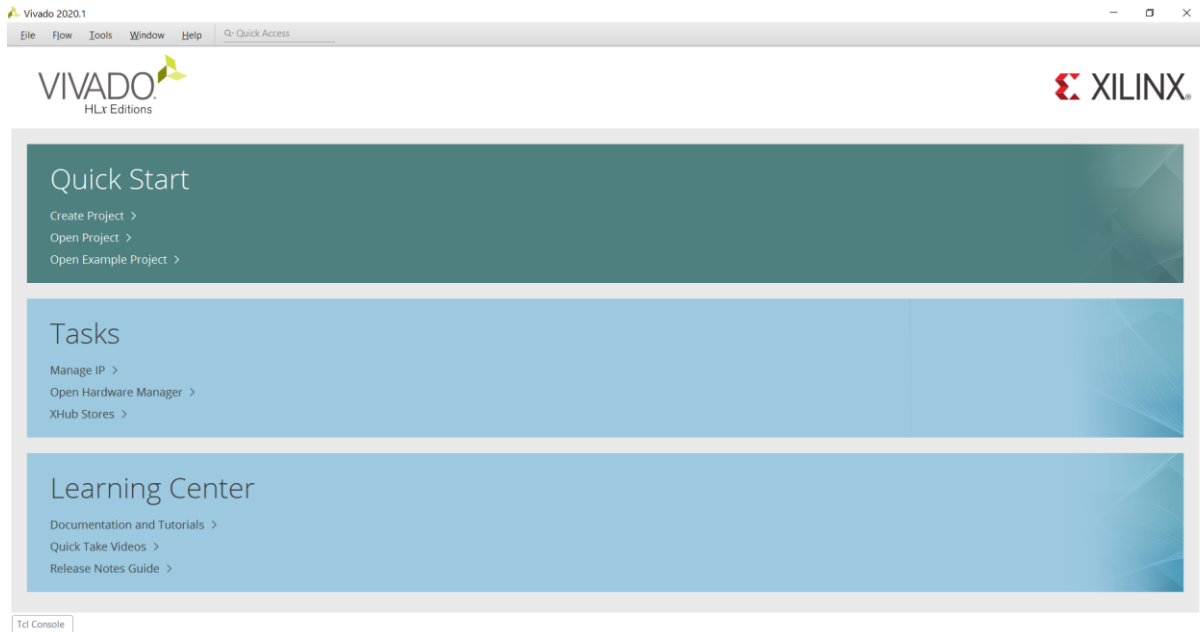 Vivado 2020.1
File Flow Tools Window Help Quick Access
VIVADO.
HLx Editions
XILINX®
Quick Start
Create Project >
Open Project >
Open Example Project >
Tasks
Manage IP >
Open Hardware Manager >
XHub Stores >
Learning Center
Documentation and Tutorials >
Quick Take Videos >
Release Notes Guide >
Tcl Console